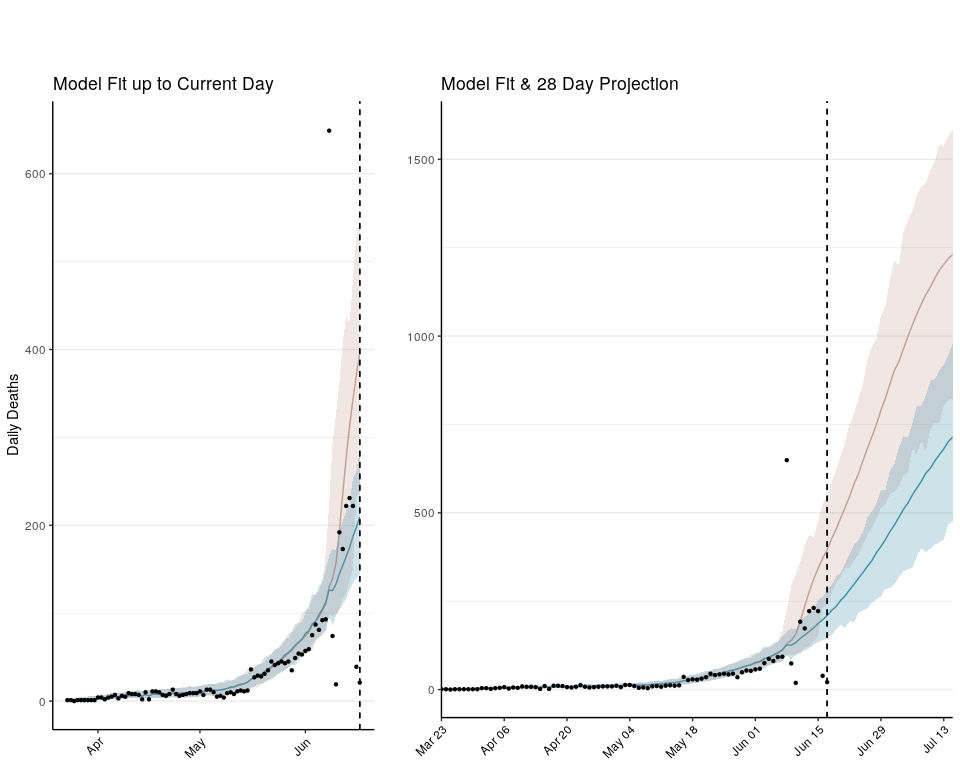 Model Fit up to Current Day
Model Fit & 28 Day Projection
Daily Deaths
600
400
200
0
Apr
May
Jun
1500
1000
500
0
Mar 23
Apr 06
Apr 20
May 04
May 18
Jun 01
Jun 15
Jun 29
Jul 13